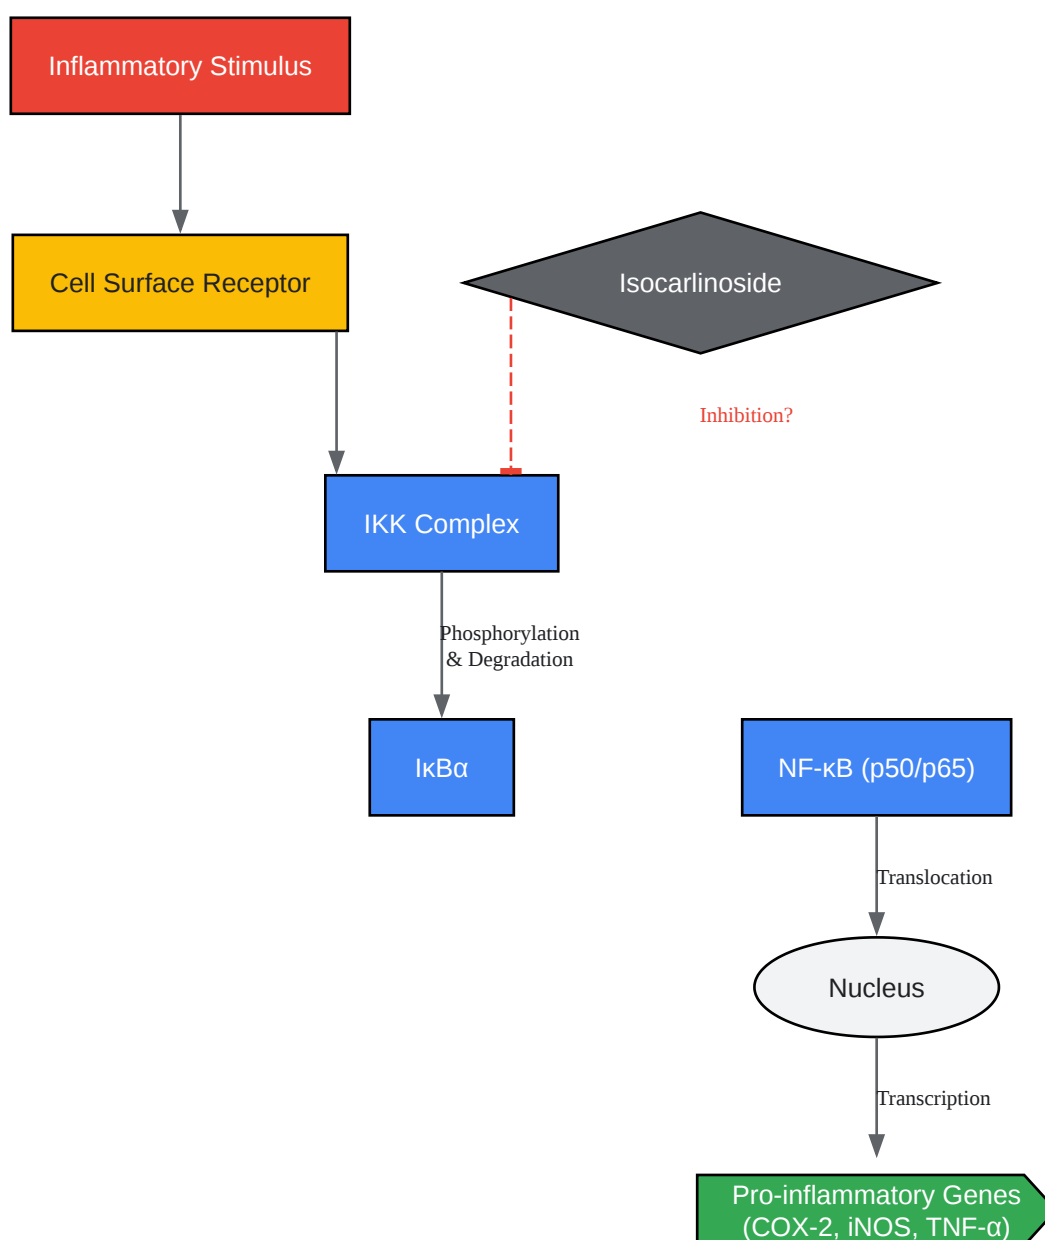 Inflammatory Stimulus
Cell Surface Receptor
Isocarlinoside
Inhibition?
IKK Complex
Phosphorylation
& Degradation
IκBα
NF-κB (p50/p65)
Translocation
Nucleus
Transcription
Pro-inflammatory Genes
(COX-2, iNOS, TNF-α)